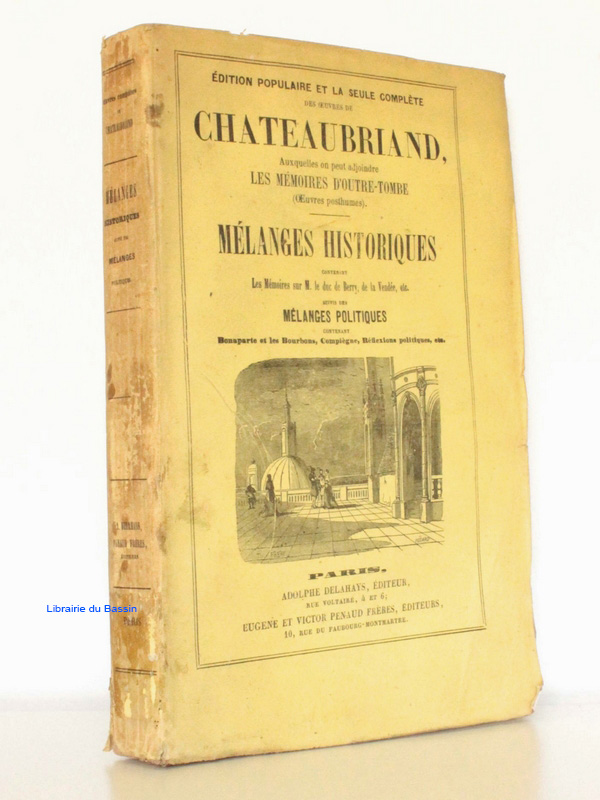 ÉDITION POPULAIRE ET LA SEULE COMPLÈTE
DES ŒUVRES DE
CHATEAUBRIAND,
Auxquelles on peut adjoindre
LES MÉMOIRES D'OUTRE-TOMBE
(Œuvres posthumes).
MÉLANGES HISTORIQUES
CONTENANT
Les Mémoires sur M. le duc de Berry, de la Vendée, etc.
SUIVIS DES
MÉLANGES POLITIQUES
CONTENANT
Bonaparte et les Bourbons, Compiègne, Réflexions politiques, etc.
PARIS,
ADOLPHE DELAHAYS, ÉDITEUR,
RUE VOLTAIRE, 4 ET 6;
EUGÈNE ET VICTOR PENAUD FRÈRES, ÉDITEURS,
10, RUE DU FAUBOURG-MONTMARTRE.
CHATEAUBRIAND
MÉLANGES
HISTORIQUES
MÉLANGES
POLITIQUES
Librairie du Bassin
PARIS